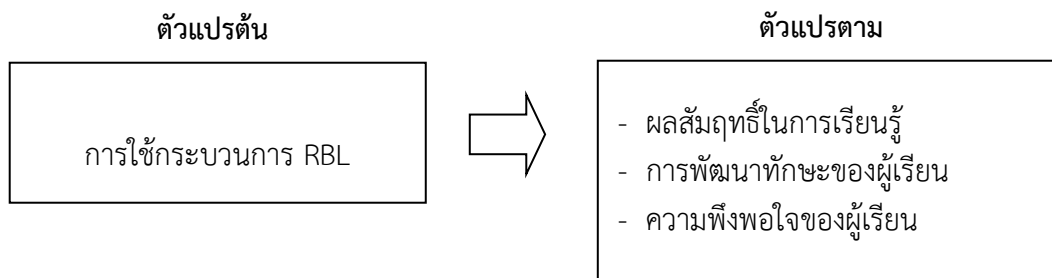 ตัวแปรต้น
การใช้กระบวนการ RBL
ตัวแปรตาม
- ผลสัมฤทธิ์ในการเรียนรู้
- การพัฒนาทักษะของผู้เรียน
- ความพึงพอใจของผู้เรียน